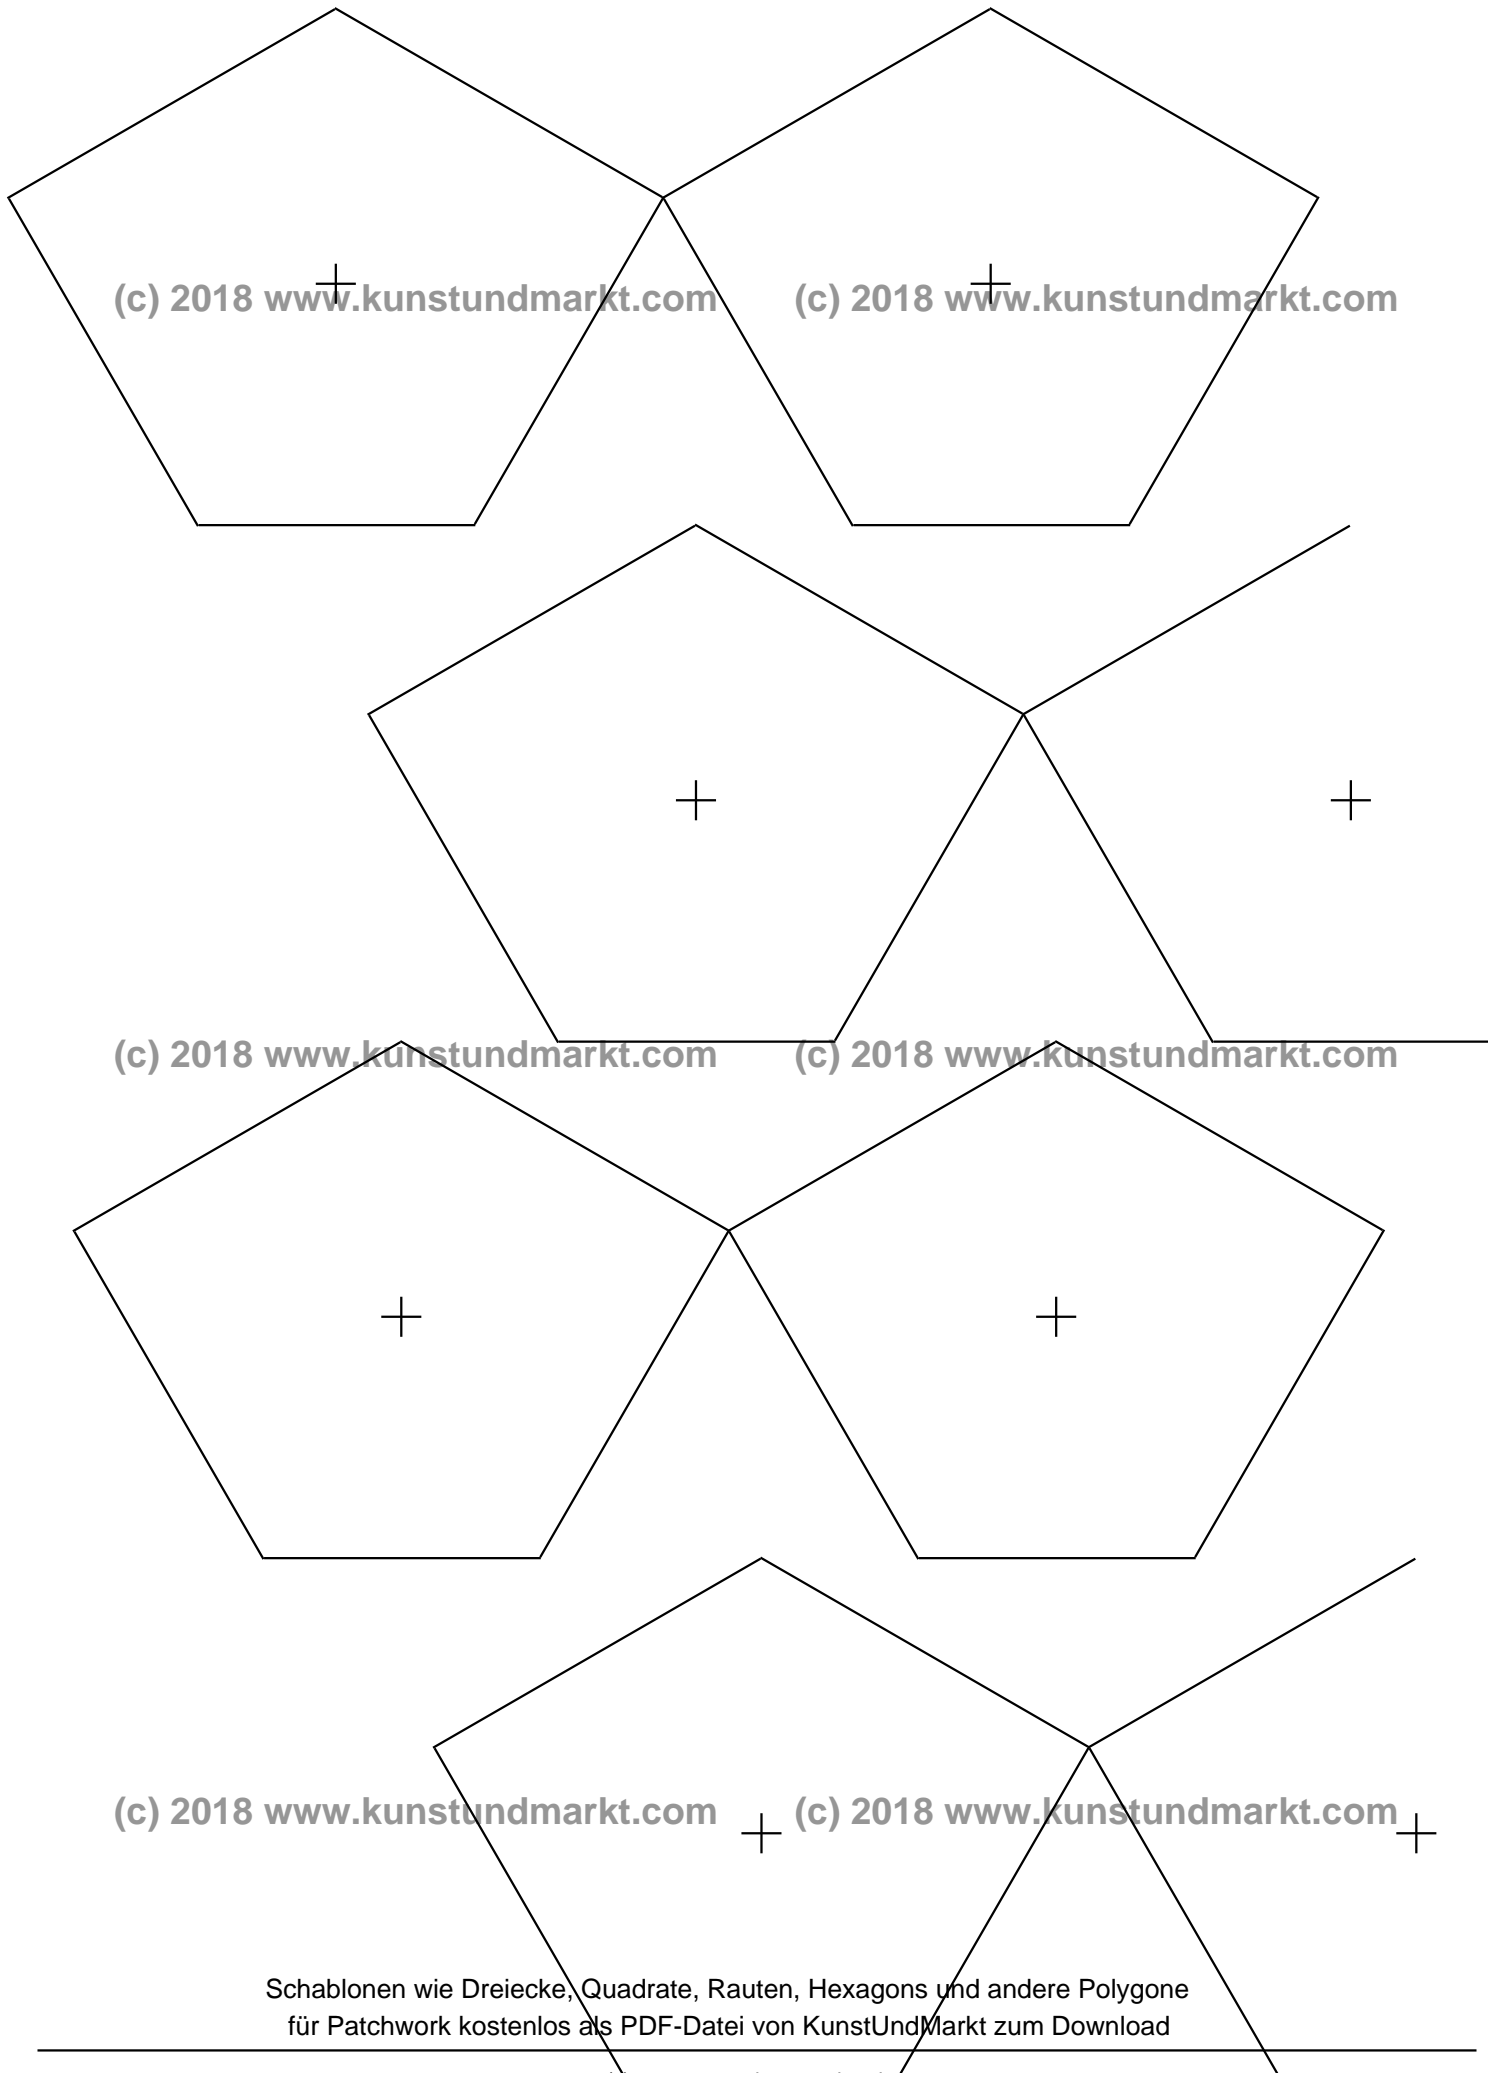 (c) 2018 www.kunstundmarkt.com (c) 2018 www.kunstundmarkt.com
(c) 2018 www.kunstundmarkt.com (c) 2018 www.kunstundmarkt.com
(c) 2018 www.kunstundmarkt.com (c) 2018 www.kunstundmarkt.com
Schablonen wie Dreiecke, Quadrate, Rauten, Hexagons und andere Polygone
für Patchwork kostenlos als PDF-Datei von KunstUndMarkt zum Download